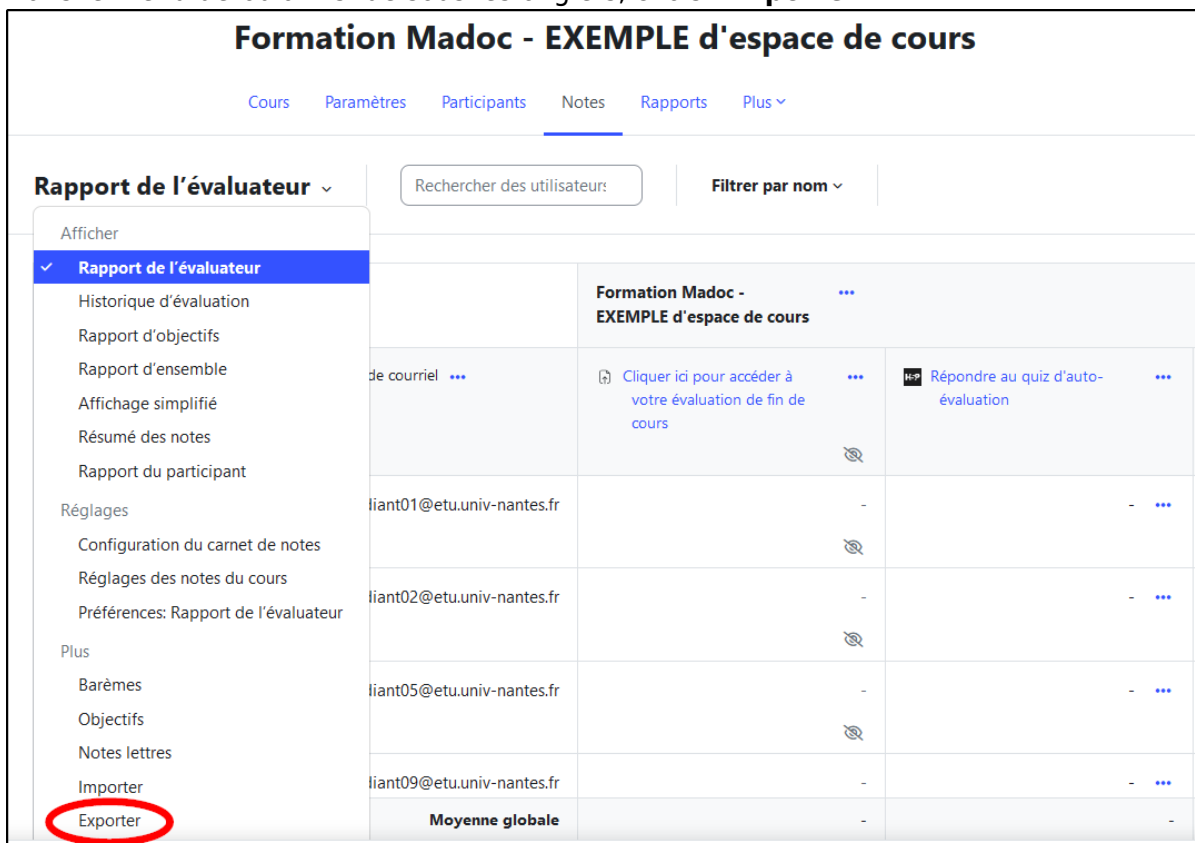 Formation Madoc - EXEMPLE d'espace de cours
Cours Paramètres Participants Notes Rapports Plus
Rapport de l'évaluateur
Rechercher des utilisateurs
Filtrer par nom
Afficher
Rapport de l'évaluateur
Historique d'évaluation
Rapport d'objectifs
Rapport d'ensemble
Affichage simplifié
Résumé des notes
Rapport du participant
Réglages
Configuration du carnet de notes
Réglages des notes du cours
Préférences: Rapport de l'évaluateur
Plus
Barèmes
Objectifs
Notes lettres
Importer
Exporter
Formation Madoc -
EXEMPLE d'espace de cours
de courriel
Cliquer ici pour accéder à
votre évaluation de fin de
cours
H-P Répondre au quiz d'auto-
évaluation
diant01@etu.univ-nantes.fr - -
diant02@etu.univ-nantes.fr - -
diant05@etu.univ-nantes.fr - -
diant09@etu.univ-nantes.fr - -
Moyenne globale - -